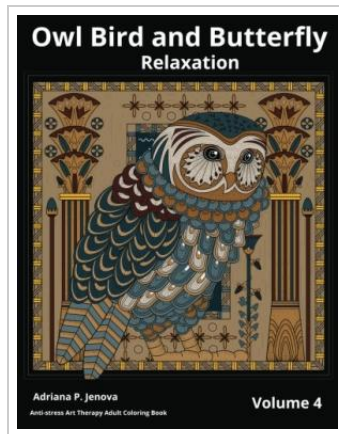 Owl Bird and Butterfly
Relaxation
Adriana P. Jenova
Anti-stress Art Therapy Adult Coloring Book
Volume 4